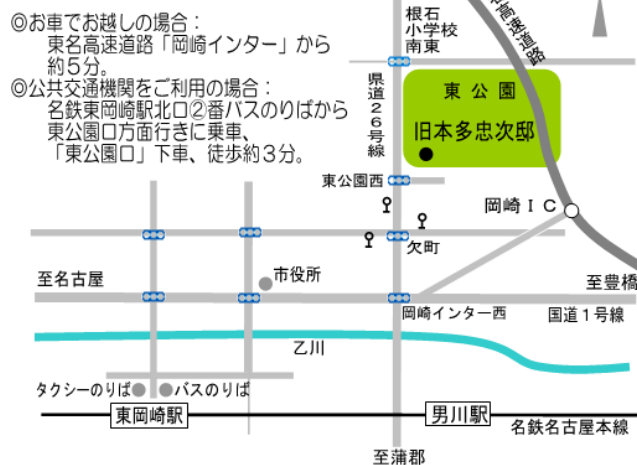 ◎お車でお越しの場合：
東名高速道路「岡崎インター」から
約5分。
◎公共交通機関をご利用の場合：
名鉄東岡崎駅北口②番バスのりばから
東公園口方面行きに乗車、
「東公園口」下車、徒歩約3分。
根石
小学校
南東
名高速道路
県道26号線
東公園
旧本多忠次邸
東公園西
岡崎IC
欠町
至名古屋
市役所
至豊橋
岡崎インター西
国道1号線
乙川
タクシーのりば
バスのりば
東岡崎駅
男川駅
名鉄名古屋本線
至蒲郡